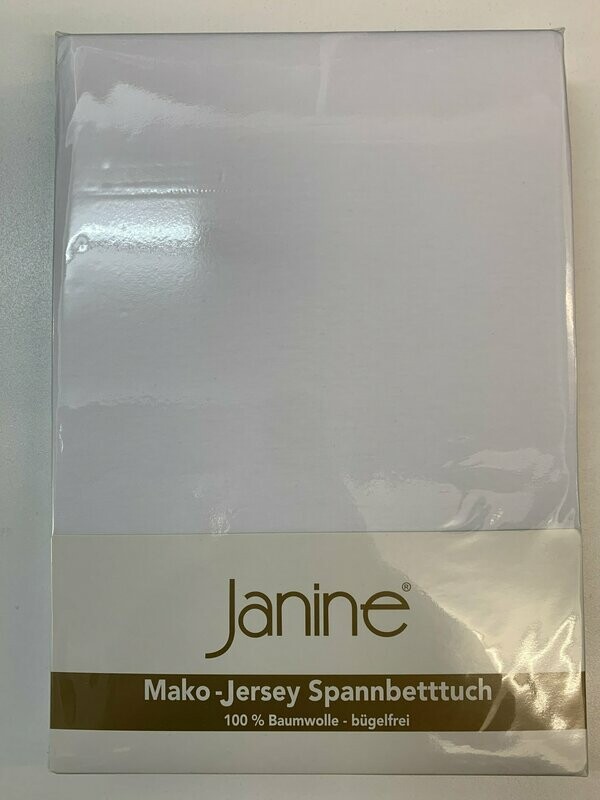 Janine®
Mako-Jersey Spannbetttuch
100 % Baumwolle - bügelfrei